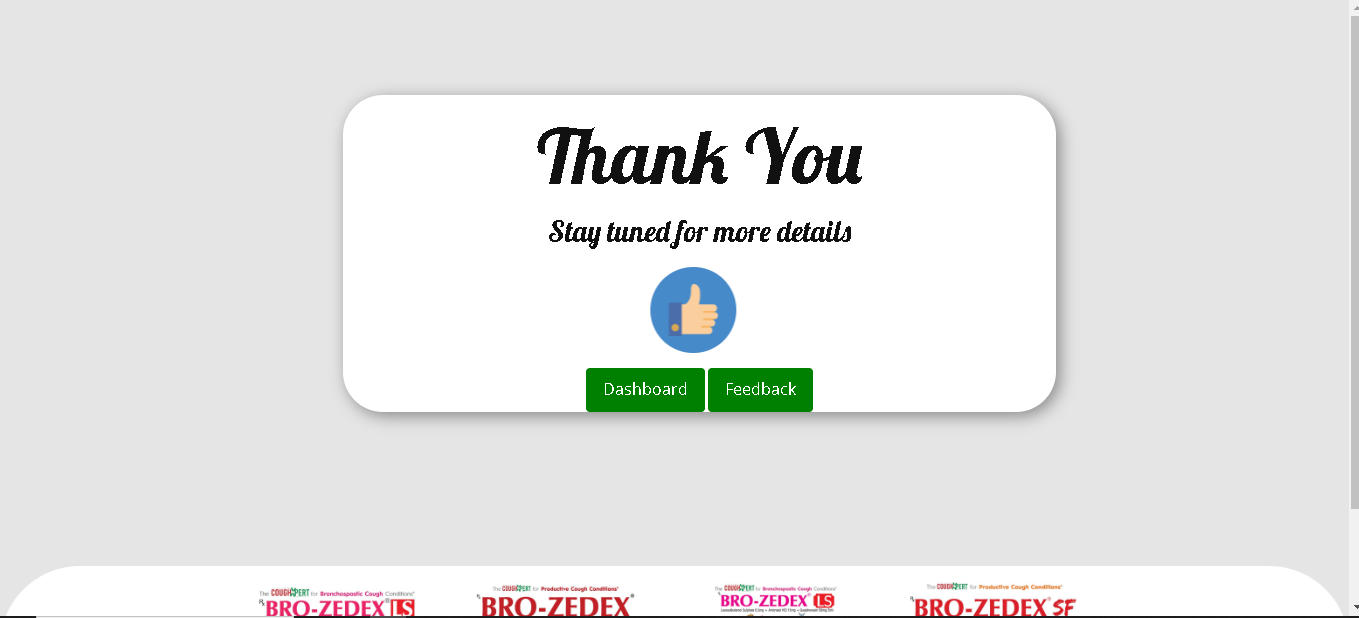 Thank You
Stay tuned for more details
Dashboard Feedback
The COUGHXPERT for Bronchospastic Cough Conditions* The COUGHXPERT for Productive Cough Conditions* The COUGHXPERT for Bronchospastic Cough Conditions* The COUGHXPERT for Productive Cough Conditions*
BRO-ZEDEX® LS BRO-ZEDEX® BRO-ZEDEX® LS BRO-ZEDEX® SF